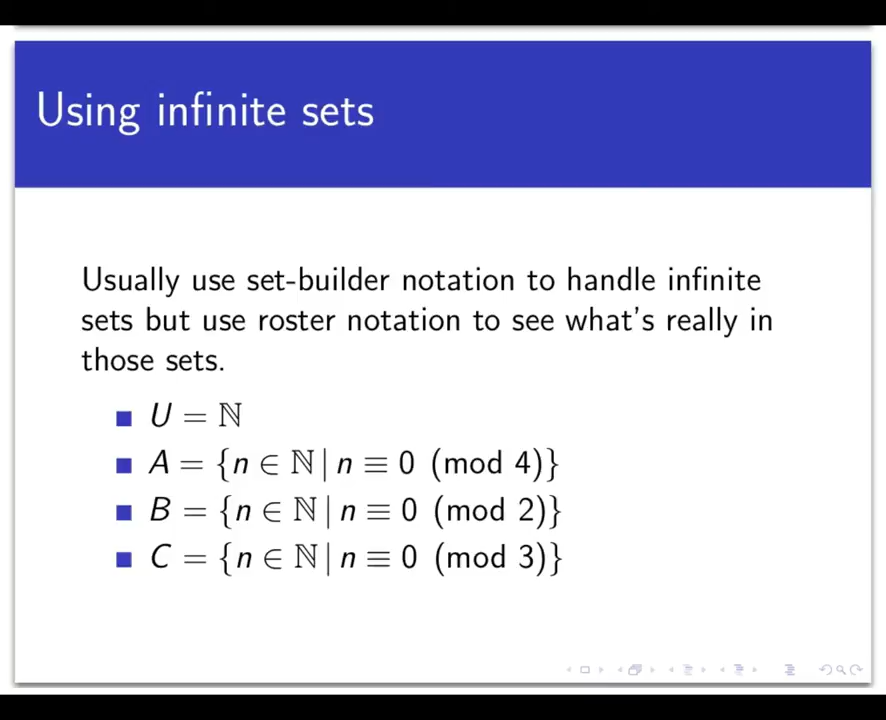 Using infinite sets
Usually use set-builder notation to handle infinite
sets but use roster notation to see what's really in
those sets.
U = ℕ
A = {n ∈ ℕ | n ≡ 0 (mod 4)}
B = {n ∈ ℕ | n ≡ 0 (mod 2)}
C = {n ∈ ℕ | n ≡ 0 (mod 3)}